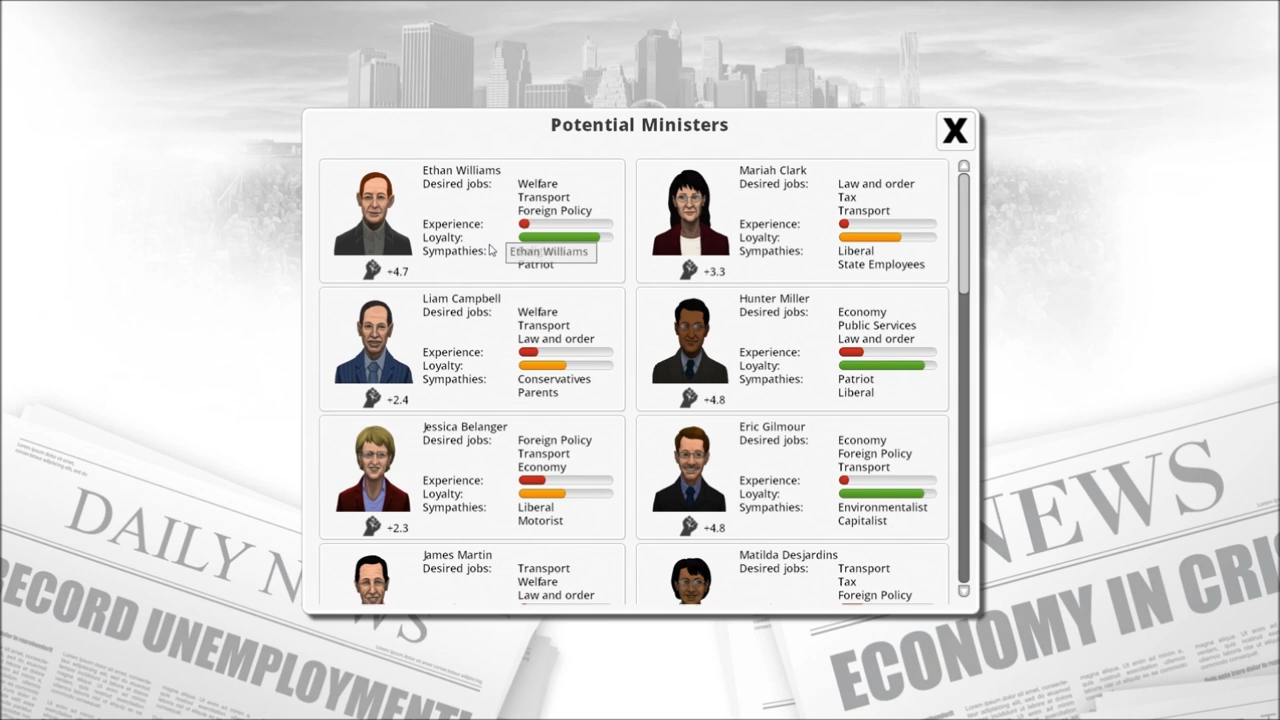 Potential Ministers
X
Ethan Williams
Desired jobs: Welfare
Transport
Foreign Policy
Experience:
Loyalty:
Sympathies:
Ethan Williams
Patriot
+4.7
Mariah Clark
Desired jobs: Law and order
Tax
Transport
Experience:
Loyalty:
Sympathies: Liberal
State Employees
+3.3
Liam Campbell
Desired jobs: Welfare
Transport
Law and order
Experience:
Loyalty:
Sympathies: Conservatives
Parents
+2.4
Hunter Miller
Desired jobs: Economy
Public Services
Law and order
Experience:
Loyalty:
Sympathies: Patriot
Liberal
+4.8
Jessica Belanger
Desired jobs: Foreign Policy
Transport
Economy
Experience:
Loyalty:
Sympathies: Liberal
Motorist
+2.3
Eric Gilmour
Desired jobs: Economy
Foreign Policy
Transport
Experience:
Loyalty:
Sympathies: Environmentalist
Capitalist
+4.8
James Martin
Desired jobs: Transport
Welfare
Law and order
Matilda Desjardins
Desired jobs: Transport
Tax
Foreign Policy
DAILY N
WS
RECORD UNEMPLOYMENT
NEWS
ECONOMY IN CRI